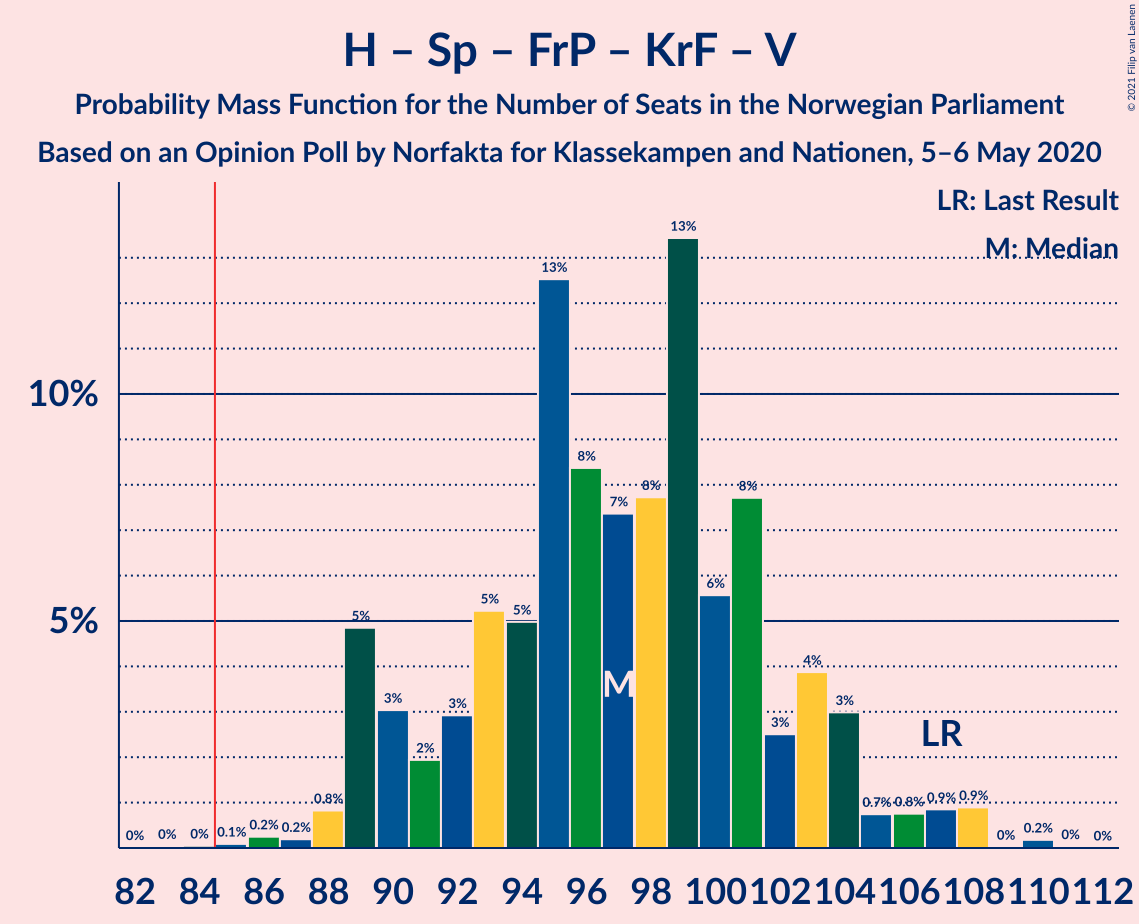 H – Sp – FrP – KrF – V
Probability Mass Function for the Number of Seats in the Norwegian Parliament
Based on an Opinion Poll by Norfakta for Klassekampen and Nationen, 5–6 May 2020
© 2021 Filip van Laenen
LR: Last Result
M: Median
10%
5%
0% 0% 0% 0.1% 0.2% 0.2% 0.8% 5% 3% 2% 3% 5% 5% 13% 8% 7% 8% 13% 6% 8% 3% 4% 3% 0.7% 0.8% 0.9% 0.9% 0% 0.2% 0% 0%
M
LR
82 84 86 88 90 92 94 96 98 100 102 104 106 108 110 112